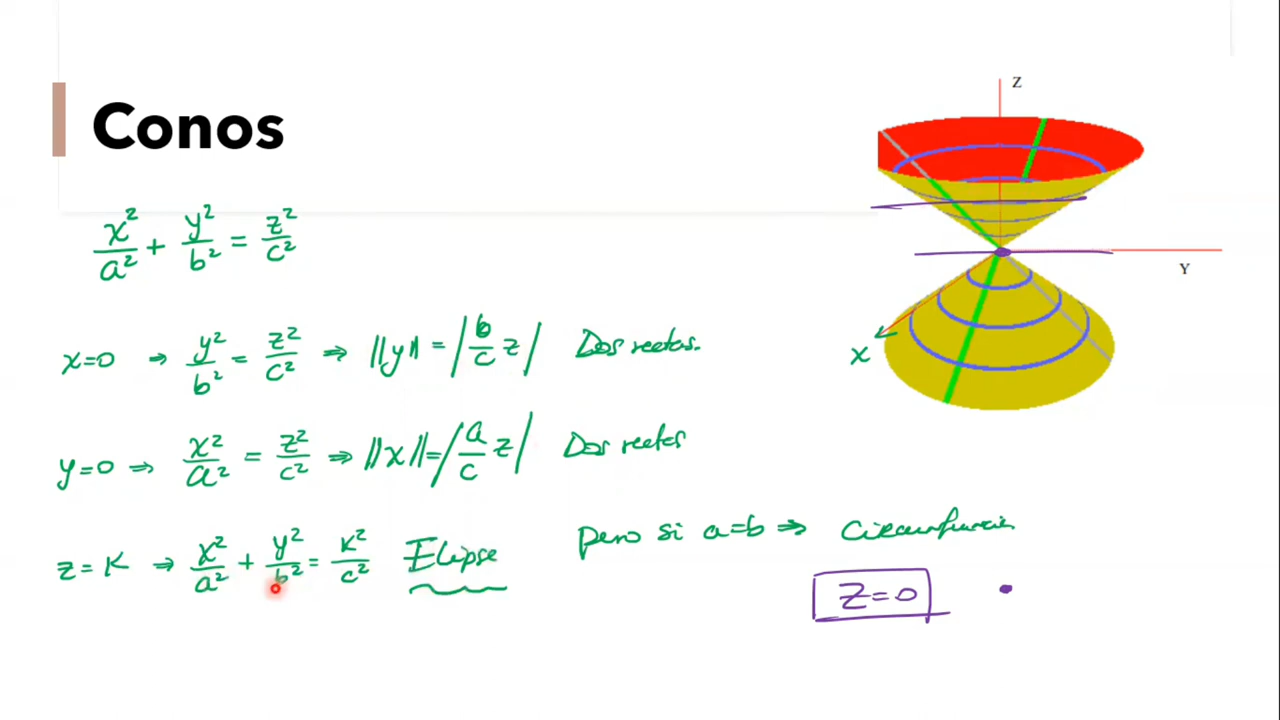 Conos
x²/a² + y²/b² = z²/c²
x=0 ⇒ y²/b² = z²/c² ⇒ ||y|| = |b/c z| Dos rectas.
y=0 ⇒ x²/a² = z²/c² ⇒ ||x|| = |a/c z| Dos rectas
z=K ⇒ x²/a² + y²/b² = K²/c² Elipse
Pero si a=b ⇒ Circunferencia
Z=0
Z
Y
x